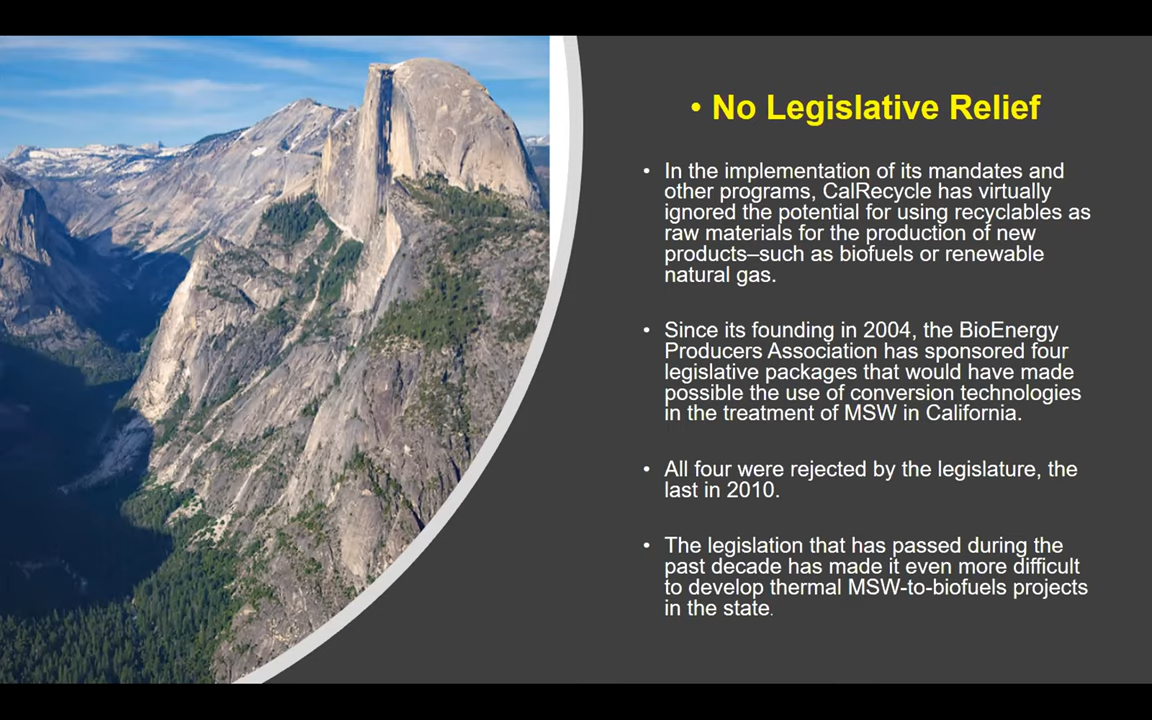 • No Legislative Relief
• In the implementation of its mandates and
other programs, CalRecycle has virtually
ignored the potential for using recyclables as
raw materials for the production of new
products–such as biofuels or renewable
natural gas.
• Since its founding in 2004, the BioEnergy
Producers Association has sponsored four
legislative packages that would have made
possible the use of conversion technologies
in the treatment of MSW in California.
• All four were rejected by the legislature, the
last in 2010.
• The legislation that has passed during the
past decade has made it even more difficult
to develop thermal MSW-to-biofuels projects
in the state.